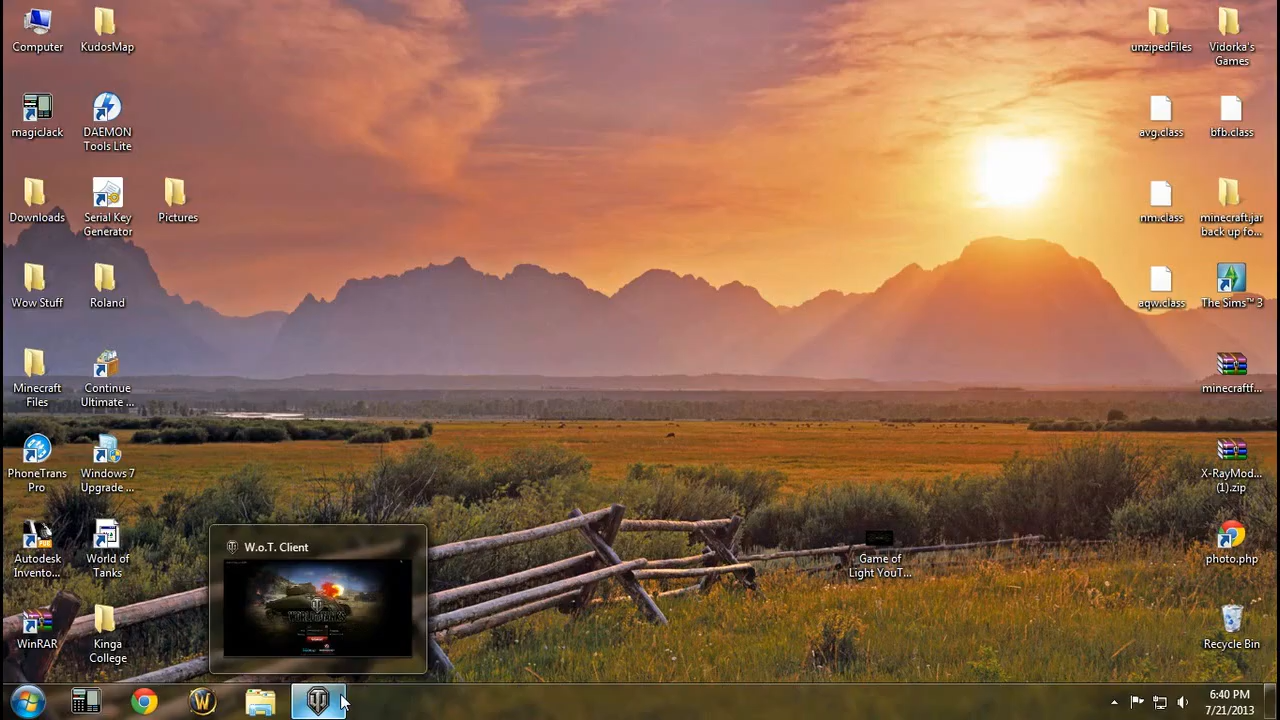 Computer
KudosMap
unzipedFiles
Vidorka's
Games
magicJack
DAEMON
Tools Lite
avg.class
bfb.class
Downloads
Serial Key
Generator
Pictures
nm.class
minecraft.jar
back up fo...
Wow Stuff
Roland
aqw.class
The Sims™ 3
Minecraft
Files
Continue
Ultimate ...
minecraftf...
PhoneTrans
Pro
Windows 7
Upgrade ...
X-RayMod...
(1).zip
Autodesk
Invento...
World of
Tanks
W.o.T. Client
WORLD OF TANKS
Game of
Light YouT...
photo.php
WinRAR
Kinga
College
Recycle Bin
6:40 PM
7/21/2013